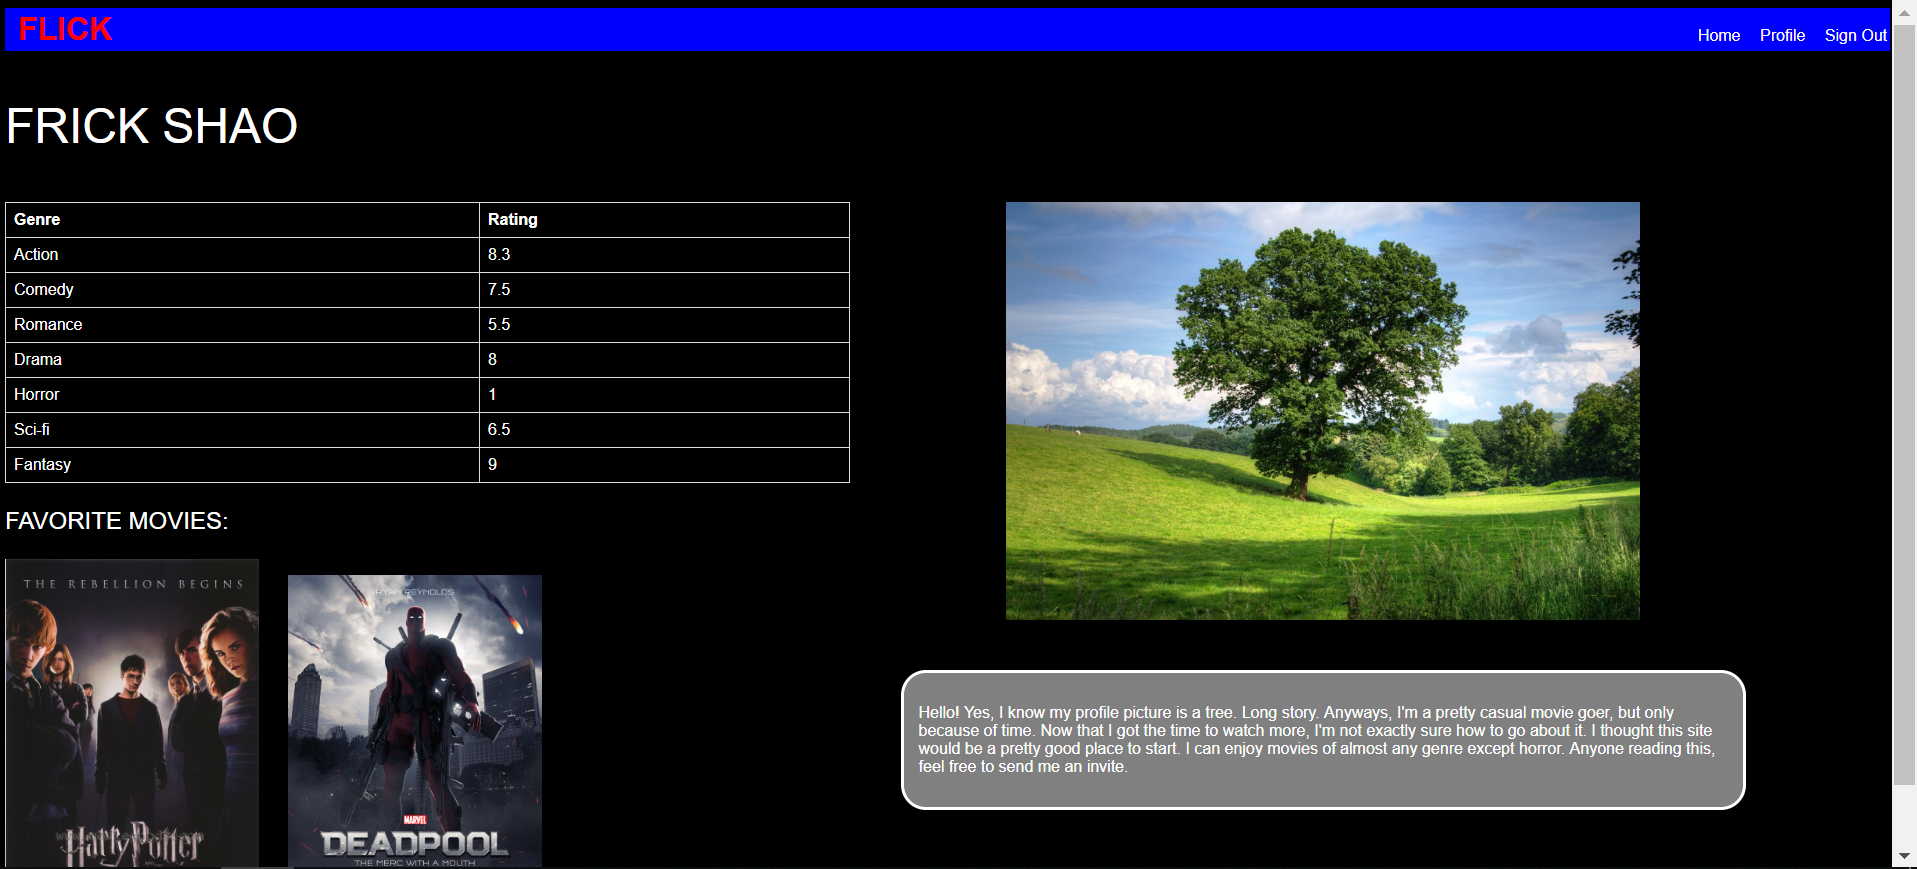 FLICK
Home Profile Sign Out
FRICK SHAO
Genre Rating
Action 8.3
Comedy 7.5
Romance 5.5
Drama 8
Horror 1
Sci-fi 6.5
Fantasy 9
FAVORITE MOVIES:
THE REBELLION BEGINS
Harry Potter
RYAN REYNOLDS
MARVEL
DEADPOOL
THE MERC WITH A MOUTH
Hello! Yes, I know my profile picture is a tree. Long story. Anyways, I'm a pretty casual movie goer, but only
because of time. Now that I got the time to watch more, I'm not exactly sure how to go about it. I thought this site
would be a pretty good place to start. I can enjoy movies of almost any genre except horror. Anyone reading this,
feel free to send me an invite.